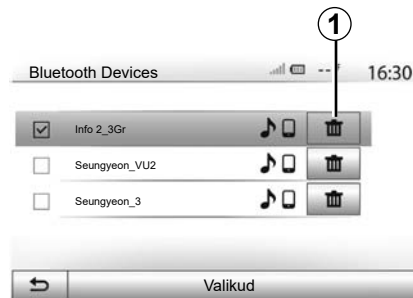 1
Bluetooth Devices 16:30
Info 2_3Gr
Seungyeon_VU2
Seungyeon_3
Valikud